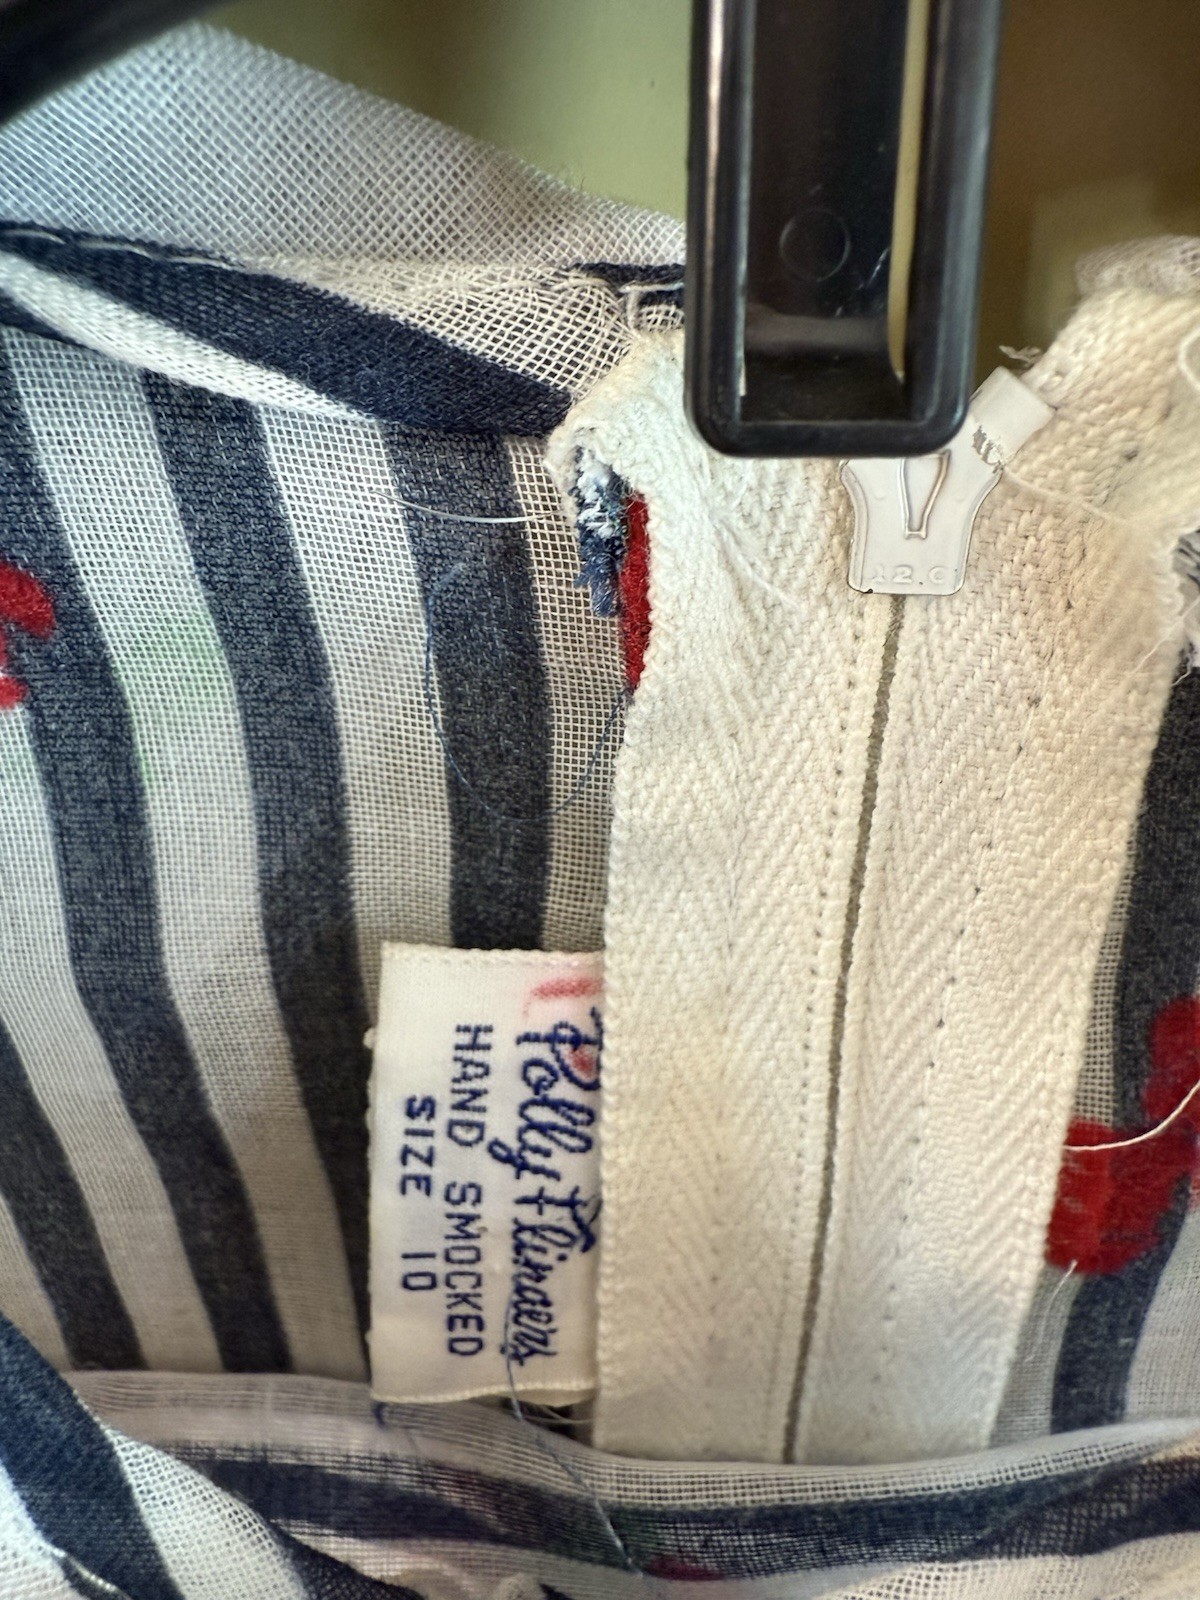 Polly Flinders
HAND SMOCKED
SIZE 10